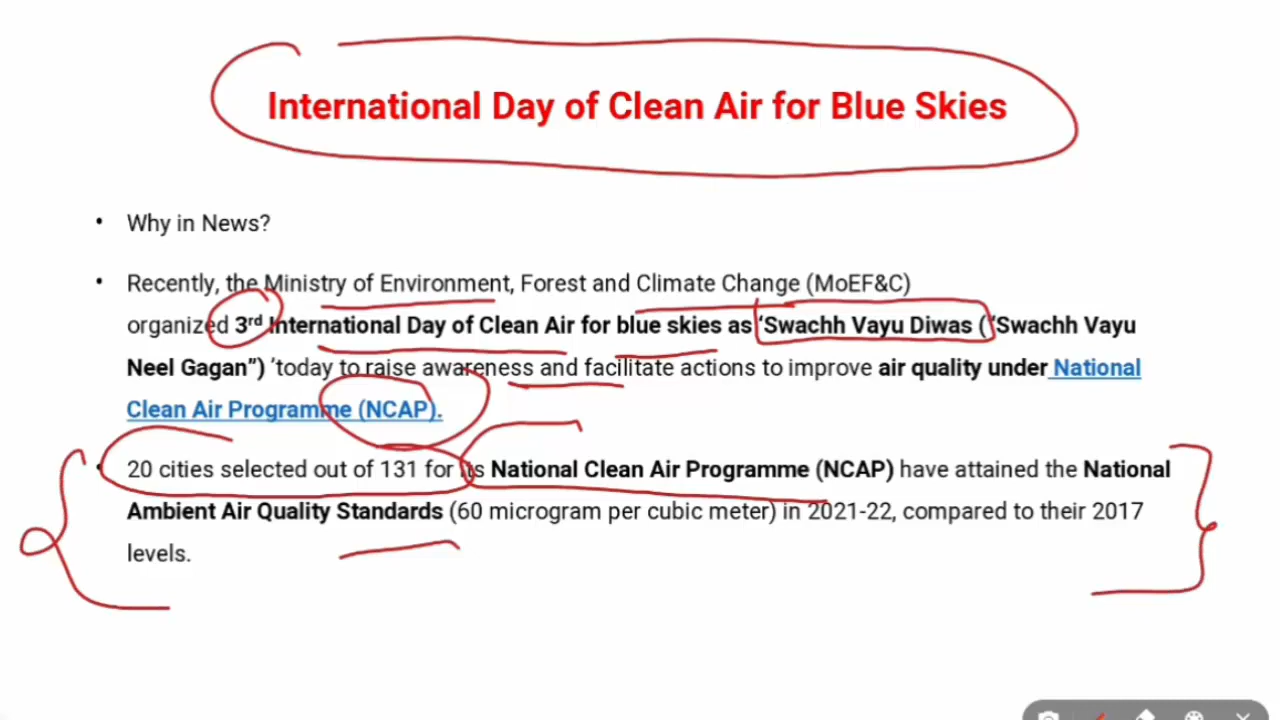 International Day of Clean Air for Blue Skies
• Why in News?
• Recently, the Ministry of Environment, Forest and Climate Change (MoEF&C)
organized 3rd International Day of Clean Air for blue skies as ‘Swachh Vayu Diwas (“Swachh Vayu
Neel Gagan”) ’today to raise awareness and facilitate actions to improve air quality under National
Clean Air Programme (NCAP).
• 20 cities selected out of 131 for its National Clean Air Programme (NCAP) have attained the National
Ambient Air Quality Standards (60 microgram per cubic meter) in 2021-22, compared to their 2017
levels.